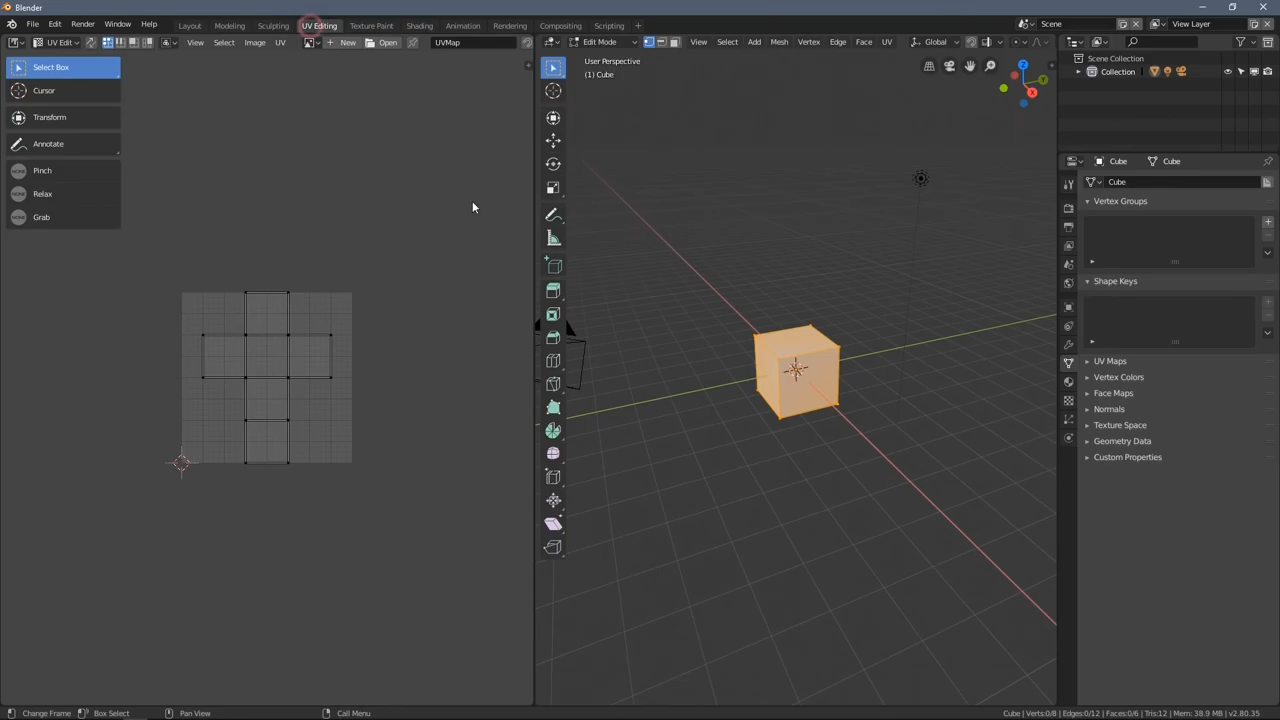 Blender
File Edit Render Window Help Layout Modeling Sculpting UV Editing Texture Paint Shading Animation Rendering Compositing Scripting + Scene View Layer
UV Edit View Select Image UV New Open UVMap Edit Mode View Select Add Mesh Vertex Edge Face UV Global
Select Box
Cursor
Transform
Annotate
NONE Pinch
NONE Relax
NONE Grab
User Perspective
(1) Cube
Z
Y
X
Scene Collection
Collection
Cube Cube
Cube
Vertex Groups
Shape Keys
UV Maps
Vertex Colors
Face Maps
Normals
Texture Space
Geometry Data
Custom Properties
Change Frame Box Select Pan View Call Menu Cube | Verts:0/8 | Edges:0/12 | Faces:0/6 | Tris:12 | Mem: 38.9 MB | v2.80.35